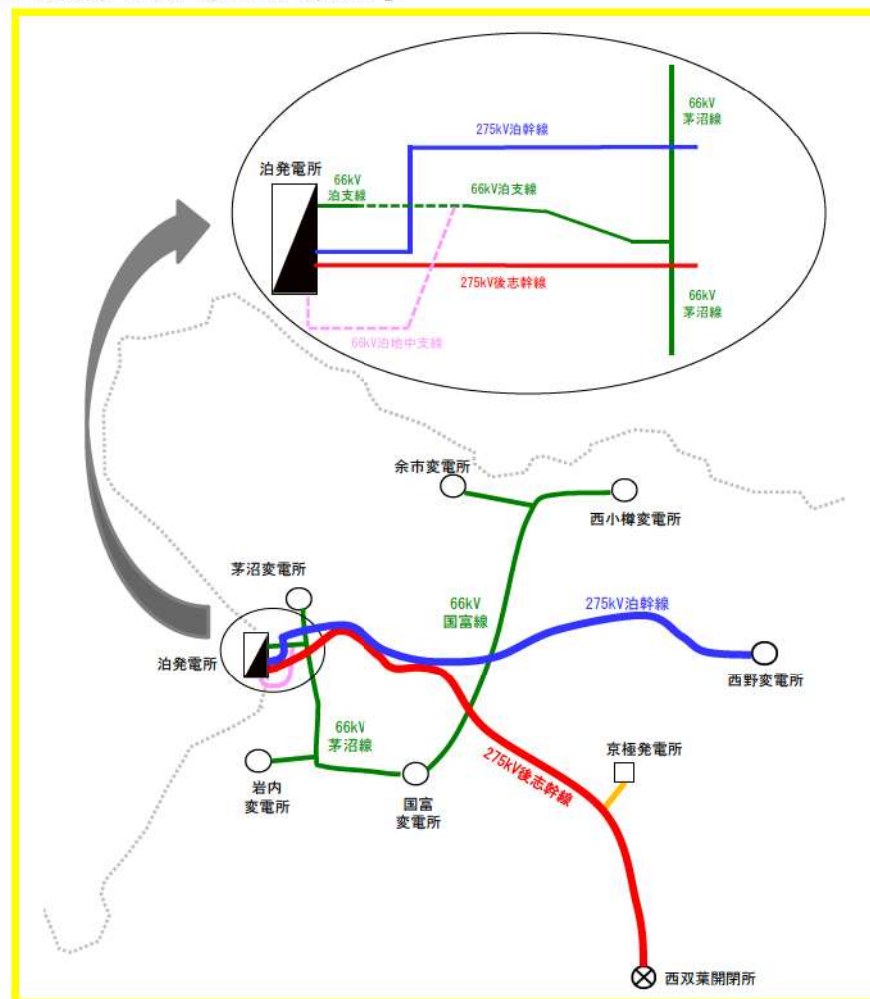 275kV泊幹線
66kV
茅沼線
泊発電所
66kV
泊支線
66kV泊支線
275kV後志幹線
66kV
茅沼線
66kV泊地中支線
余市変電所
西小樽変電所
茅沼変電所
66kV
国富線
275kV泊幹線
泊発電所
西野変電所
66kV
茅沼線
京極発電所
岩内
変電所
国富
変電所
275kV後志幹線
西双葉開閉所